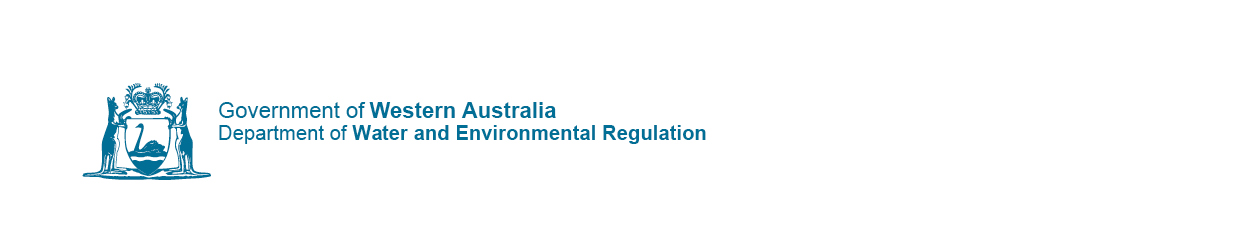 Government of Western Australia
Department of Water and Environmental Regulation